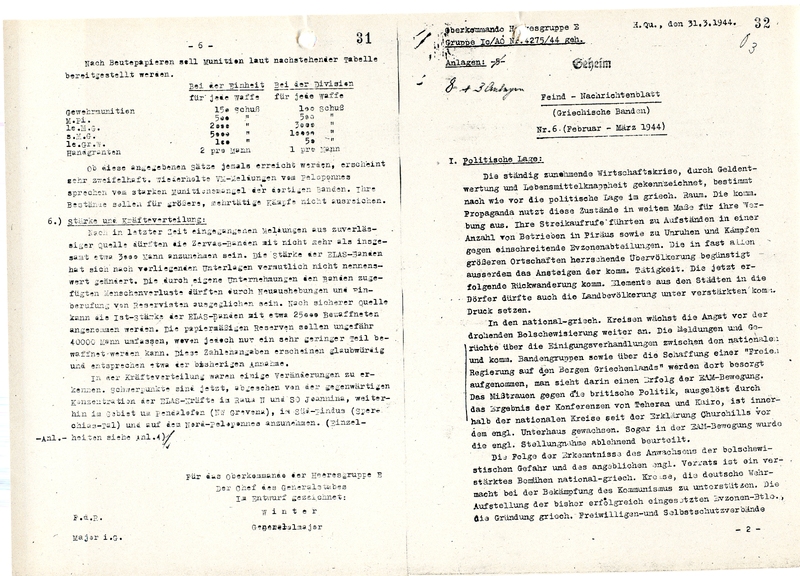 31
- 6 -
Nach Beutepapieren soll Munition laut nachstehender Tabelle
bereitgestellt werden.
Bei der Einheit Bei der Division
für jede Waffe für jede Waffe
Gewehrmunition 150 Schuß 100 Schuß
M.Pi. 500 " 500 "
le.M.G. 2000 " 3000 "
s.M.G. 5000 " 10000 "
le.Gr.W. 100 " 50 "
Handgranten 2 pro Mann 1 pro Mann
Ob diese angegebenen Sätze jemals erreicht werden, erscheint
sehr zweifelhaft. Wiederholte VM-Meldungen vom Peloponnes
sprechen vom starken Munitionsmangel der dortigen Banden. Ihre
Bestände sollen für größere, mehrtätige Kämpfe nicht ausreichen.
6.) Stärke und Kräfteverteilung:
Nach in letzter Zeit eingegangenen Meldungen aus zuverläs-
siger Quelle dürften die Zervas-Banden mit nicht mehr als insge-
samt etwa 3000 Mann anzunehmen sein. Die Stärke der ELAS-Banden
hat sich nach vorliegenden Unterlagen vermutlich nicht nennens-
wert geändert. Die durch eigene Unternehmungen den Banden zuge-
fügten Menschenverluste dürften durch Neuaushebungen und Ein-
berufung von Reservisten ausgeglichen sein. Nach sicherer Quelle
kann die Ist-Stärke der ELAS-Banden mit etwa 25000 Bewaffneten
angenommen werden. Die papiermäßigen Reserven sollen ungefähr
40000 Mann umfassen, wovon jedoch nur ein sehr geringer Teil be-
waffnet werden kann. Diese Zahlenangaben erscheinen glaubwürdig
und entsprechen etwa der bisherigen Annahme.
In der Kräfteverteilung waren einige Veränderungen zu er-
kennen. Schwerpunkte sind jetzt, abgesehen von der gegenwärtigen
Konzentration der ELAS-Kräfte im Raum N und SO Joannina, weiter-
hin im Gebiet um Pendalofon (NW Grevena), im Süd-Pindus (Sper
chios-Tal) und auf dem Nord-Peloponnes anzunehmen. (Einzel-
-Anl.- heiten siehe Anl.4)
Für das Oberkommando der Heeresgruppe E
Der Chef des Generalstabes
Im Entwurf gezeichnet:
Winter
Generalmajor
F.d.R.
Major i.G.
32
Oberkommando Heeresgruppe E H.Qu., den 31.3.1944.
Gruppe Ic/AO Nr.4275/44 geh.
Anlagen:
Geheim
8 + 3 Anlagen
Feind - Nachrichtenblatt
(Griechische Banden)
Nr.6 (Februar - März 1944)
I. Politische Lage:
Die ständig zunehmende Wirtschaftskrise, durch Geldent-
wertung und Lebensmittelknappheit gekennzeichnet, bestimmt
nach wie vor die politische Lage im griech. Raum. Die komm.
Propaganda nutzt diese Zustände in weitem Maße für ihre Wer-
bung aus. Ihre Streikaufrufe führten zu Aufständen in einer
Anzahl von Betrieben in Piräus sowie zu Unruhen und Kämpfen
gegen einschreitende Evzonenabteilungen. Die in fast allen
größeren Ortschaften herrschende Übervölkerung begünstigt
ausserdem das Ansteigen der komm. Tätigkeit. Die jetzt er-
folgende Rückwanderung komm. Elemente aus den Städten in die
Dörfer dürfte auch die Landbevölkerung unter verstärkten komm.
Druck setzen.
In den national-griech. Kreisen wächst die Angst vor der
drohenden Bolschewisierung weiter an. Die Meldungen und Ge-
rüchte über die Einigungsverhandlungen zwischen den nationalen
und komm. Bandengruppen sowie über die Schaffung einer "Freien
Regierung auf den Bergen Griechenlands" werden dort besorgt
aufgenommen, man sieht darin einen Erfolg der EAM-Bewegung.
Das Mißtrauen gegen die britische Politik, ausgelöst durch
das Ergebnis der Konferenzen von Teheran und Kairo, ist inner-
halb der nationalen Kreise seit der Erklärung Churchills vor
dem engl. Unterhaus gewachsen. Sogar in der EAM-Bewegung wurde
die engl. Stellungnahme ablehnend beurteilt.
Die Folge der Erkenntnis des Anwachsens der bolschewi-
stischen Gefahr und des angeblichen engl. Verrats ist ein ver-
stärktes Bemühen national-griech. Kreise, die deutsche Wehr-
macht bei der Bekämpfung des Kommunismus zu unterstützen. Die
Aufstellung der bisher erfolgreich eingesetzten Evzonen-Btle.,
die Gründung griech. Freiwilligen-und Selbstschutzverbände
- 2 -